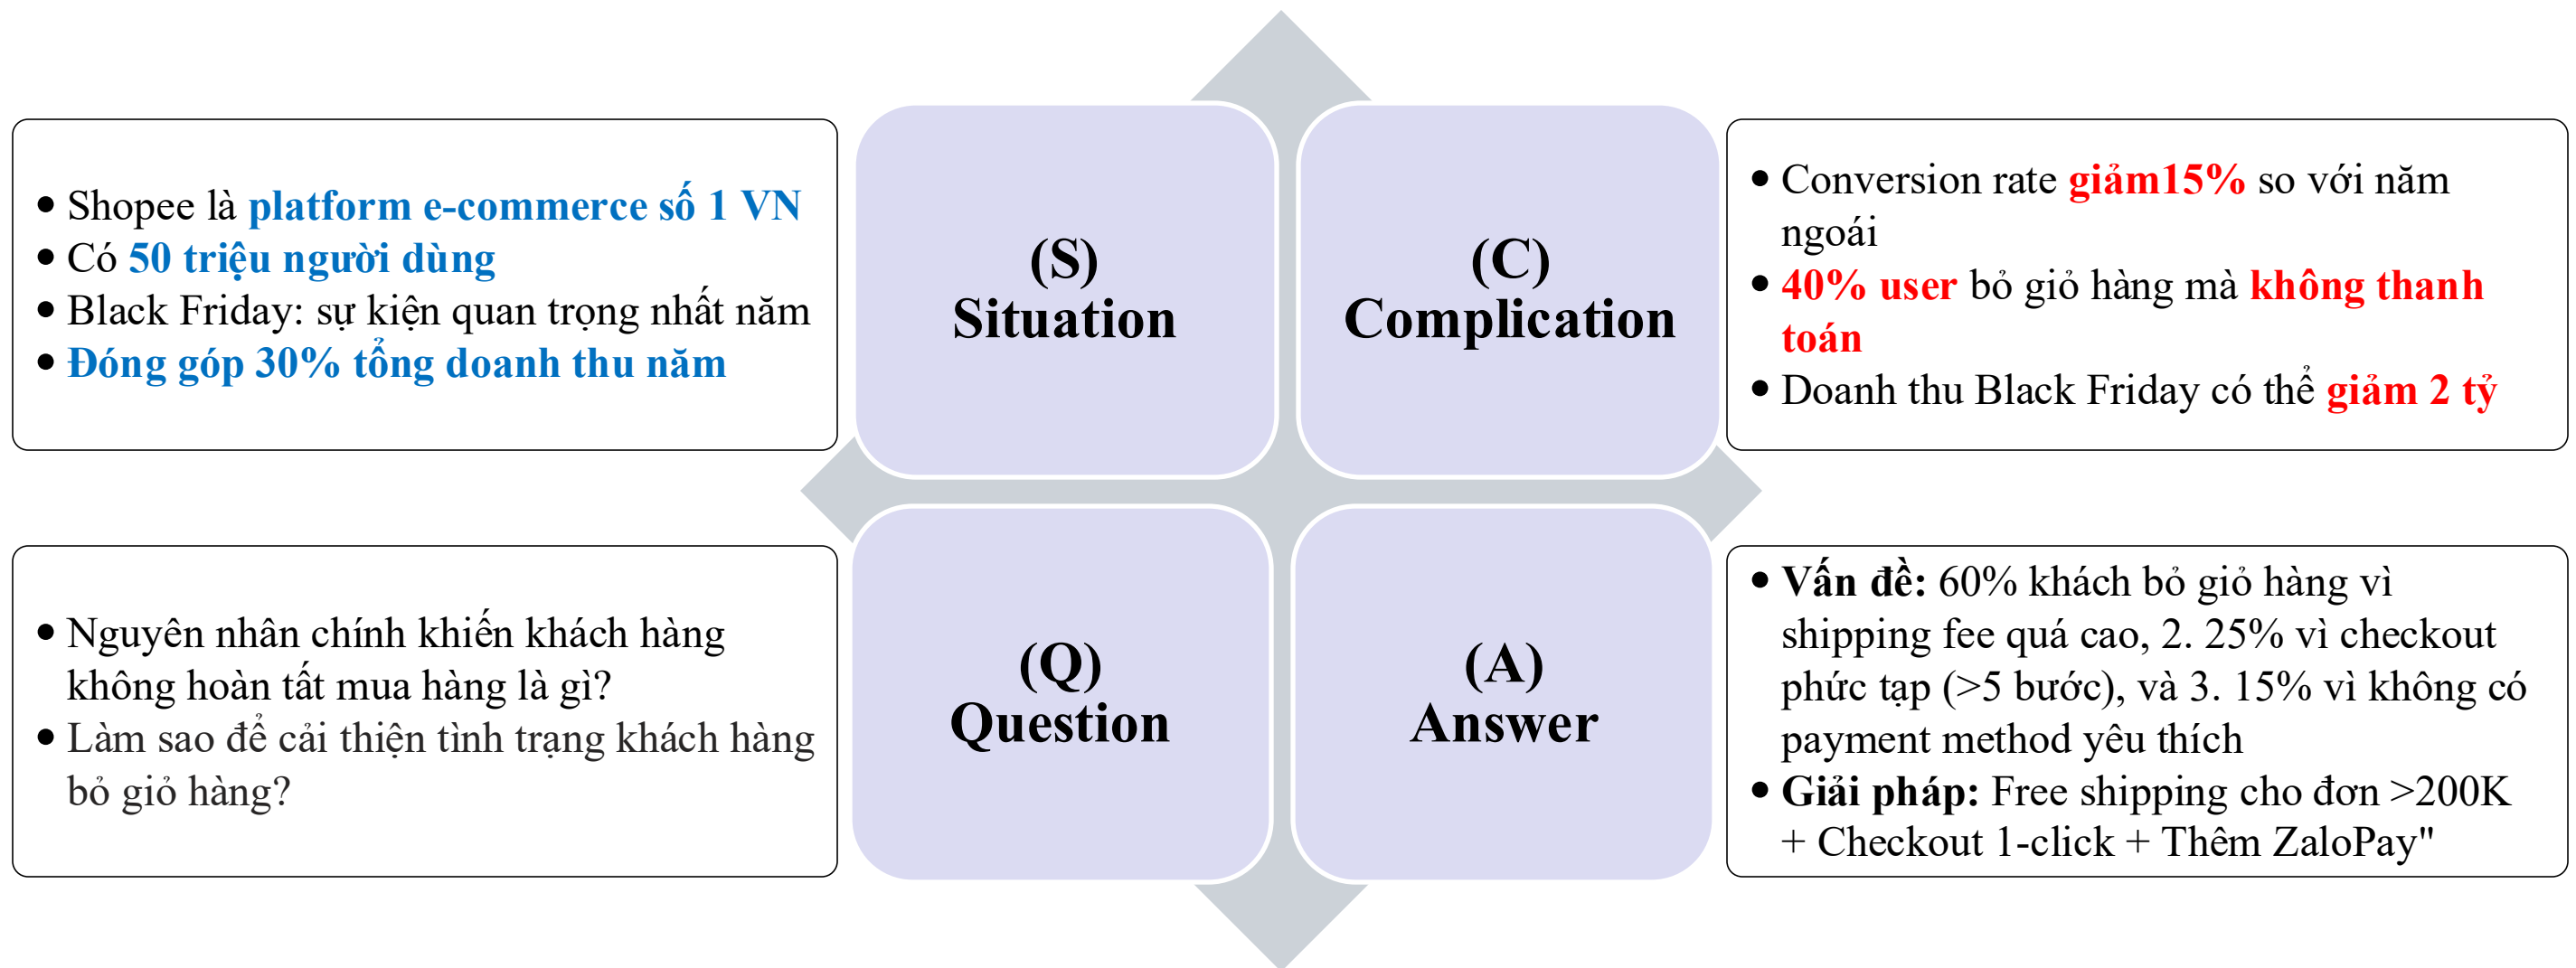 • Shopee là platform e-commerce số 1 VN
• Có 50 triệu người dùng
• Black Friday: sự kiện quan trọng nhất năm
• Đóng góp 30% tổng doanh thu năm
(S)
Situation
(C)
Complication
• Conversion rate giảm15% so với năm
ngoái
• 40% user bỏ giỏ hàng mà không thanh
toán
• Doanh thu Black Friday có thể giảm 2 tỷ
• Nguyên nhân chính khiến khách hàng
không hoàn tất mua hàng là gì?
• Làm sao để cải thiện tình trạng khách hàng
bỏ giỏ hàng?
(Q)
Question
(A)
Answer
• Vấn đề: 60% khách bỏ giỏ hàng vì
shipping fee quá cao, 2. 25% vì checkout
phức tạp (>5 bước), và 3. 15% vì không có
payment method yêu thích
• Giải pháp: Free shipping cho đơn >200K
+ Checkout 1-click + Thêm ZaloPay"